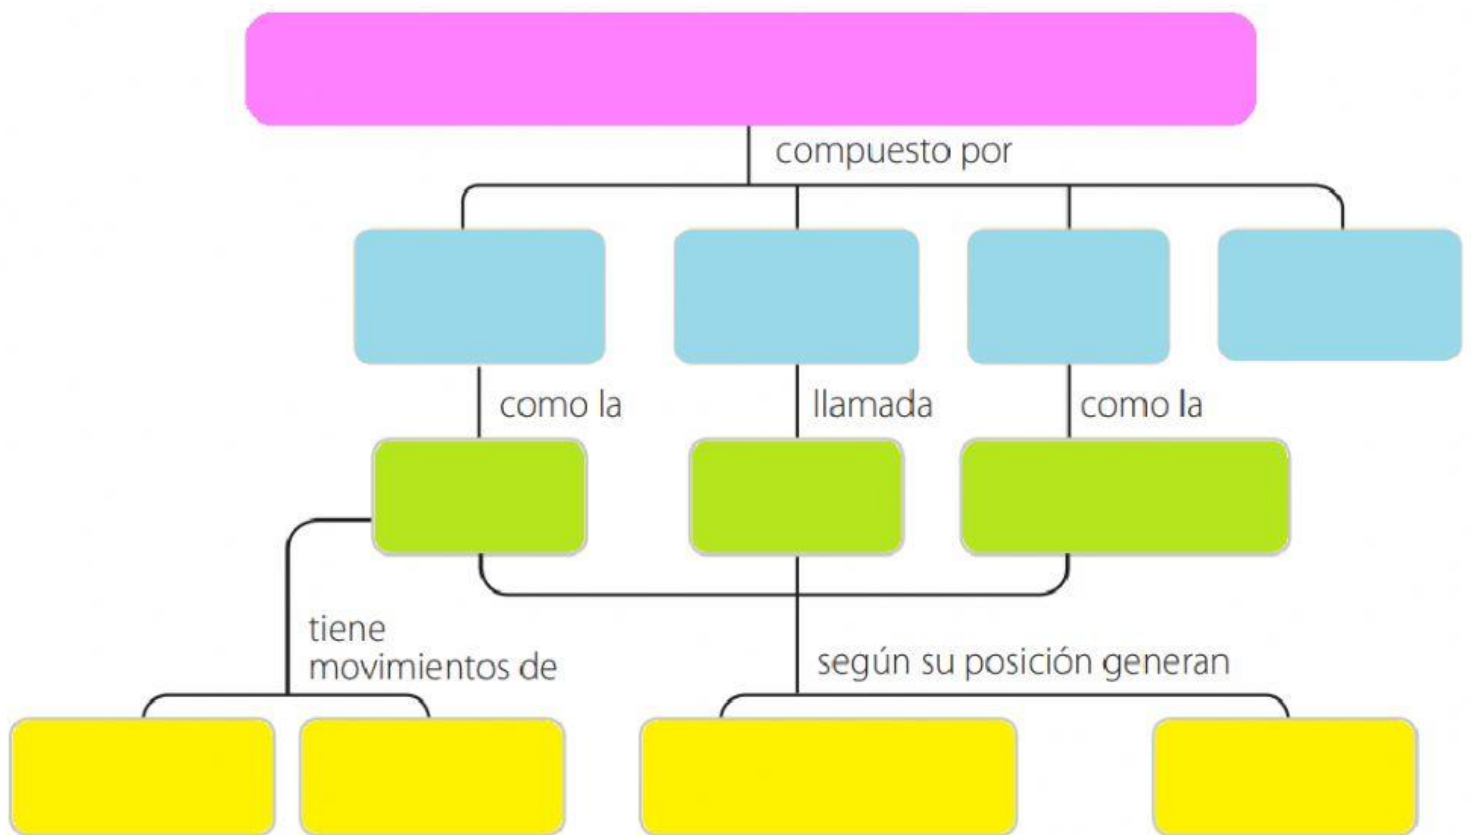 compuesto por
como la
llamada
como la
tiene
movimientos de
según su posición generan